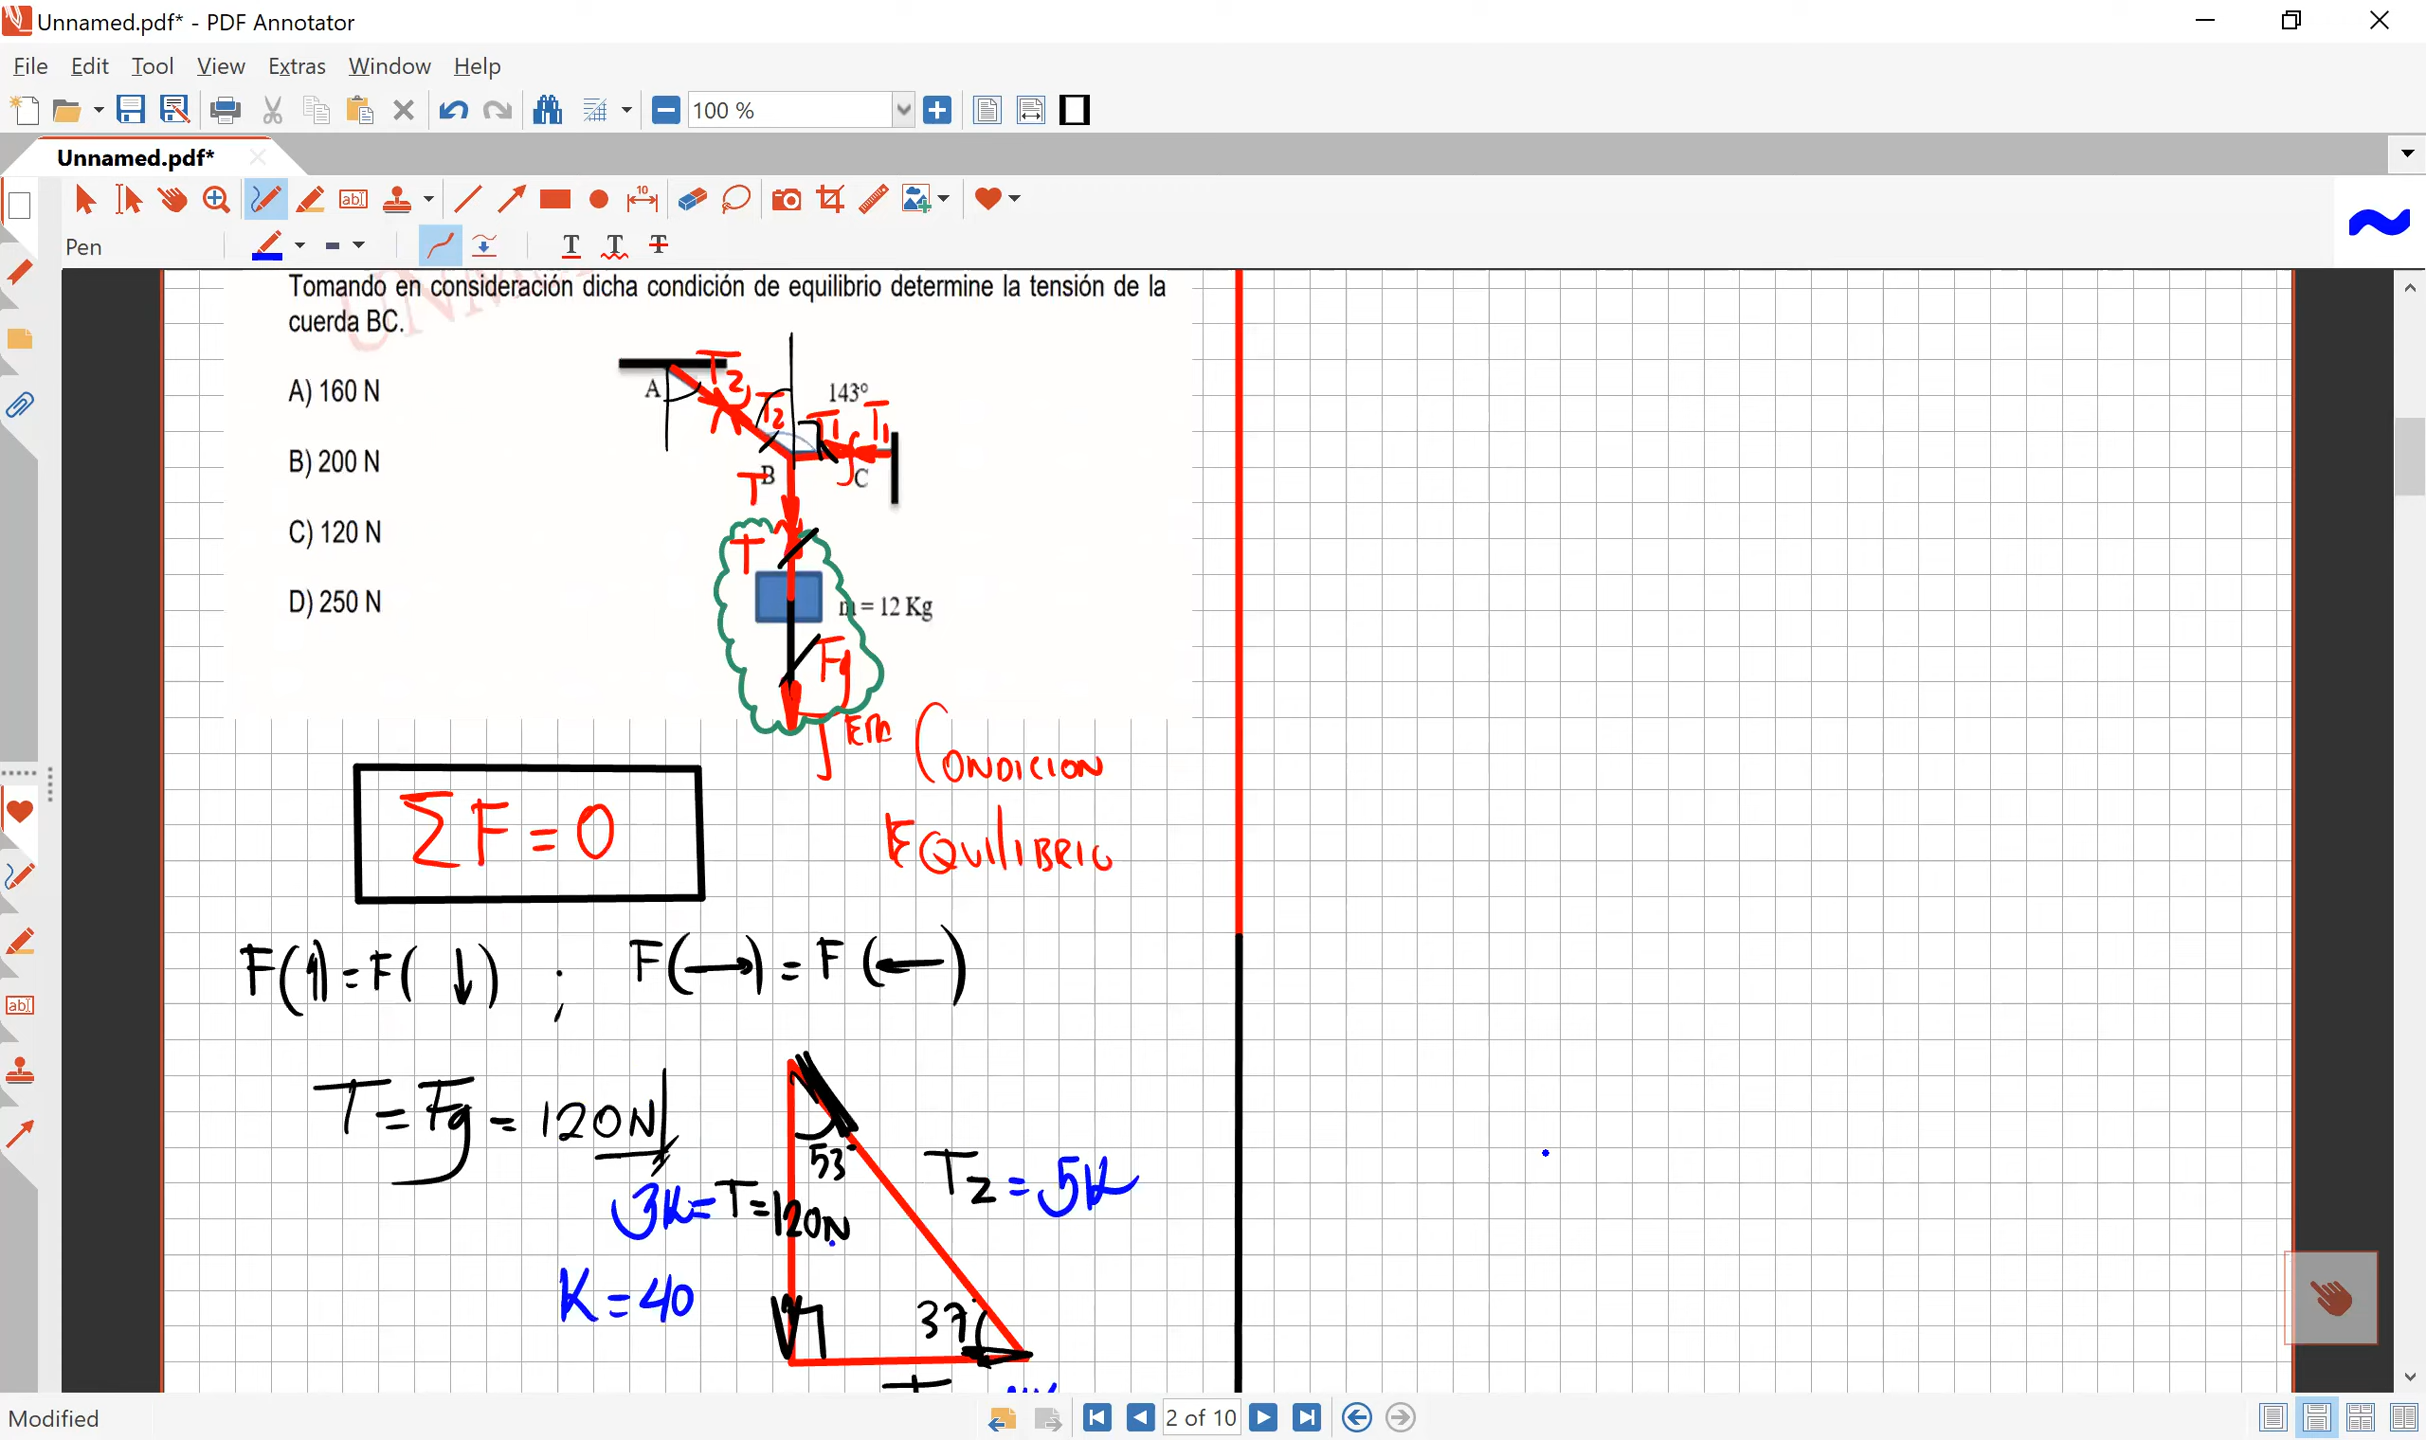 Unnamed.pdf* - PDF Annotator
File Edit Tool View Extras Window Help
100 %
Unnamed.pdf*
Pen
Tomando en consideración dicha condición de equilibrio determine la tensión de la
cuerda BC.
A) 160 N
B) 200 N
C) 120 N
D) 250 N
A
T2
T2
143°
T1
T1
B
C
T
T
m = 12 Kg
Fg
1ERA CONDICION
EQUILIBRIO
ΣF = 0
F(↑) = F(↓) ; F(→) = F(←)
T = Fg = 120N
53°
T2 = 5K
3K = T = 120N
K = 40
37°
Modified
2 of 10